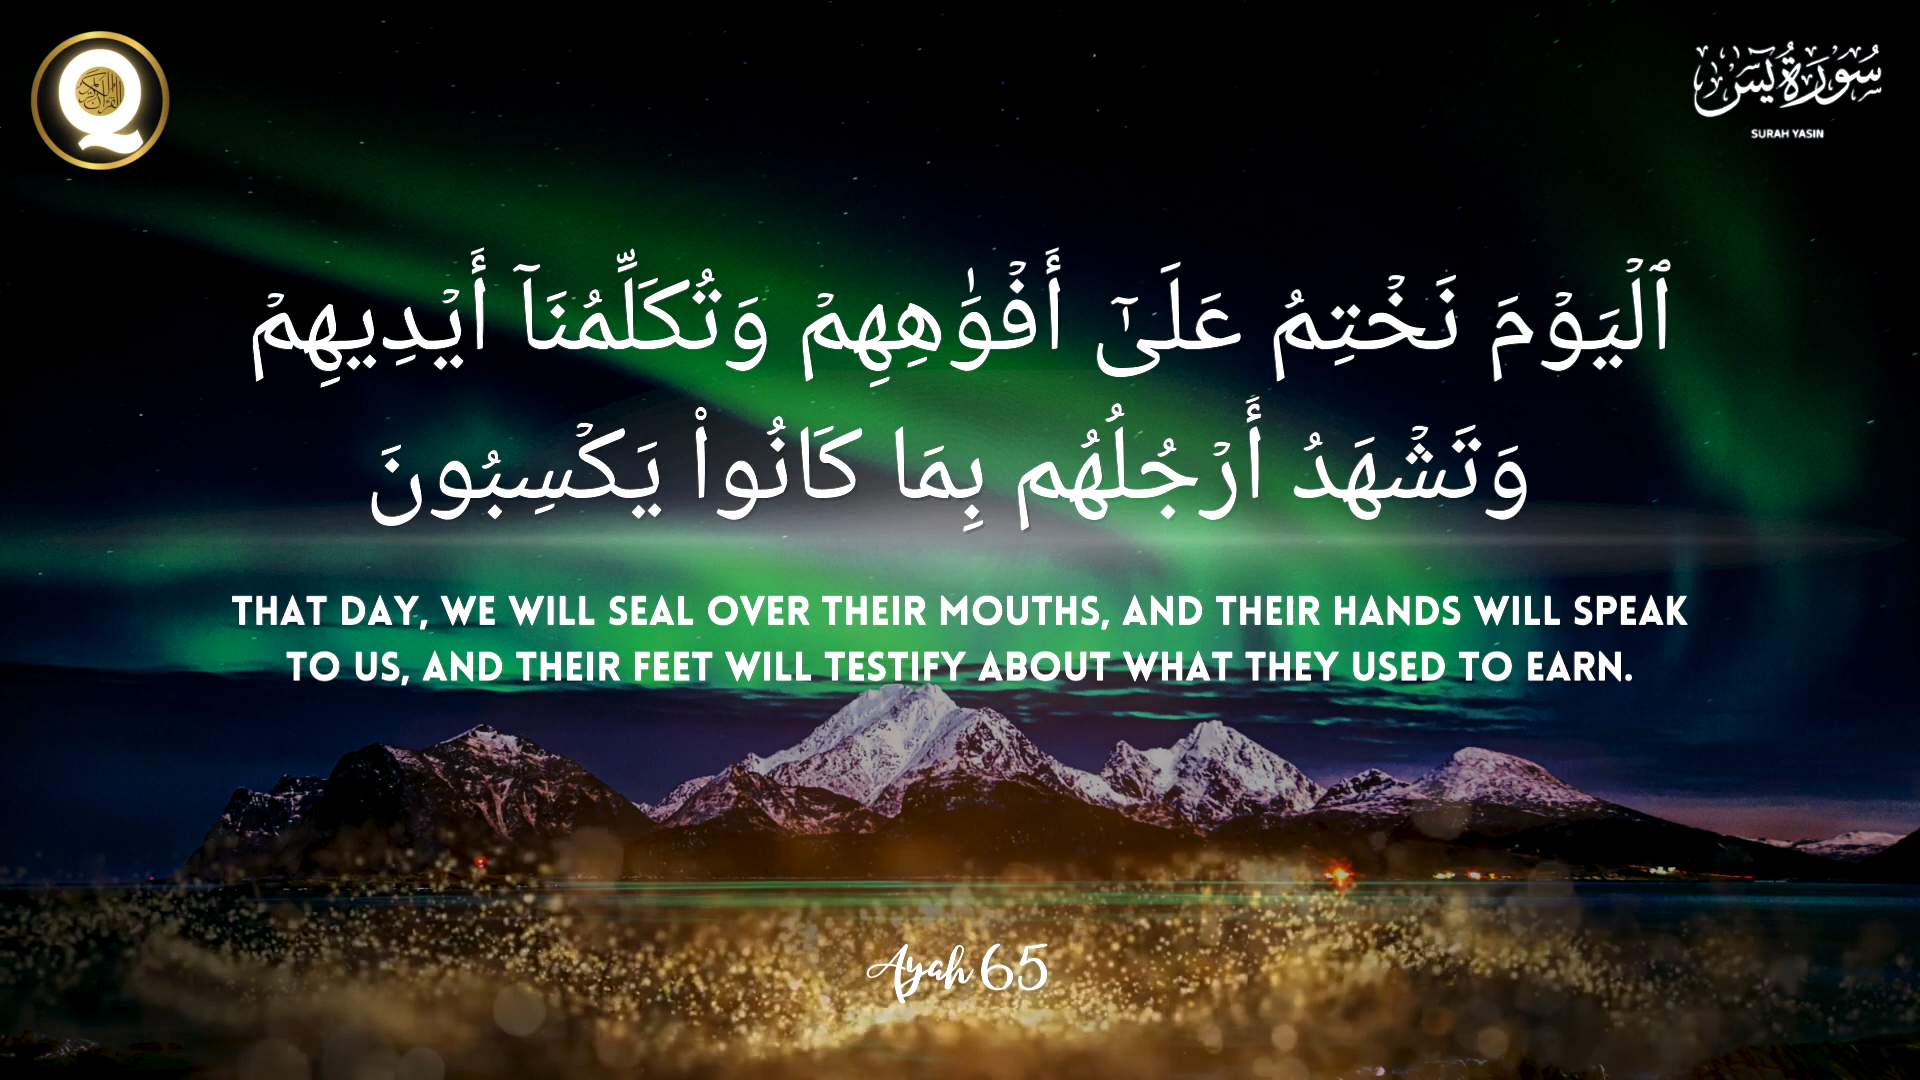 سُورَةُ يسٓ
SURAH YASIN
ٱلْيَوْمَ نَخْتِمُ عَلَىٰٓ أَفْوَٰهِهِمْ وَتُكَلِّمُنَآ أَيْدِيهِمْ
وَتَشْهَدُ أَرْجُلُهُم بِمَا كَانُوا۟ يَكْسِبُونَ
THAT DAY, WE WILL SEAL OVER THEIR MOUTHS, AND THEIR HANDS WILL SPEAK
TO US, AND THEIR FEET WILL TESTIFY ABOUT WHAT THEY USED TO EARN.
Ayah 65